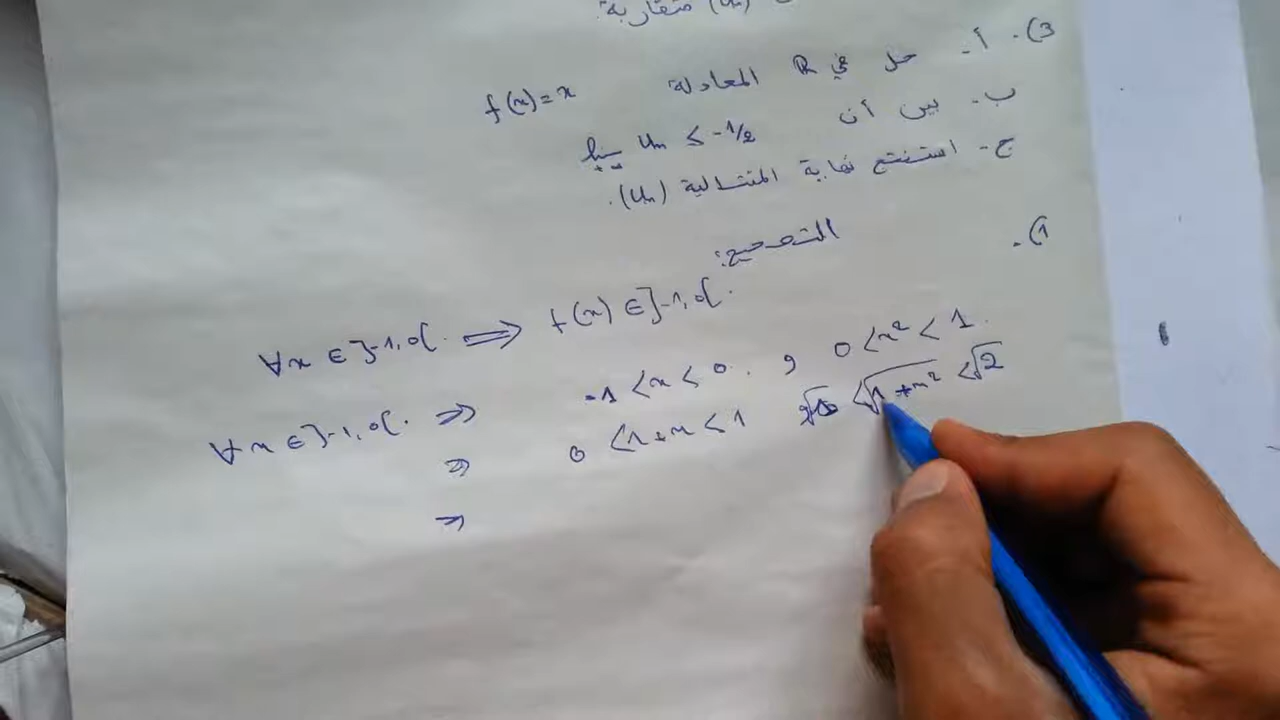 (Un) متقاربة.
3). أ- حل في R المعادلة f(x)=x
ب- بين أن lim Un ≤ -1/2
+∞
ج- استنتج نهاية المتتالية (Un).
التصحيح:
1).
∀x ∈ ]-1,0[. ⟹ f(x) ∈ ]-1,0[.
∀x ∈ ]-1,0[. ⇒ -1 < x < 0. , 0 < x² < 1.
⇒ 0 < 1+x < 1 < √1+x² < √2
⇒